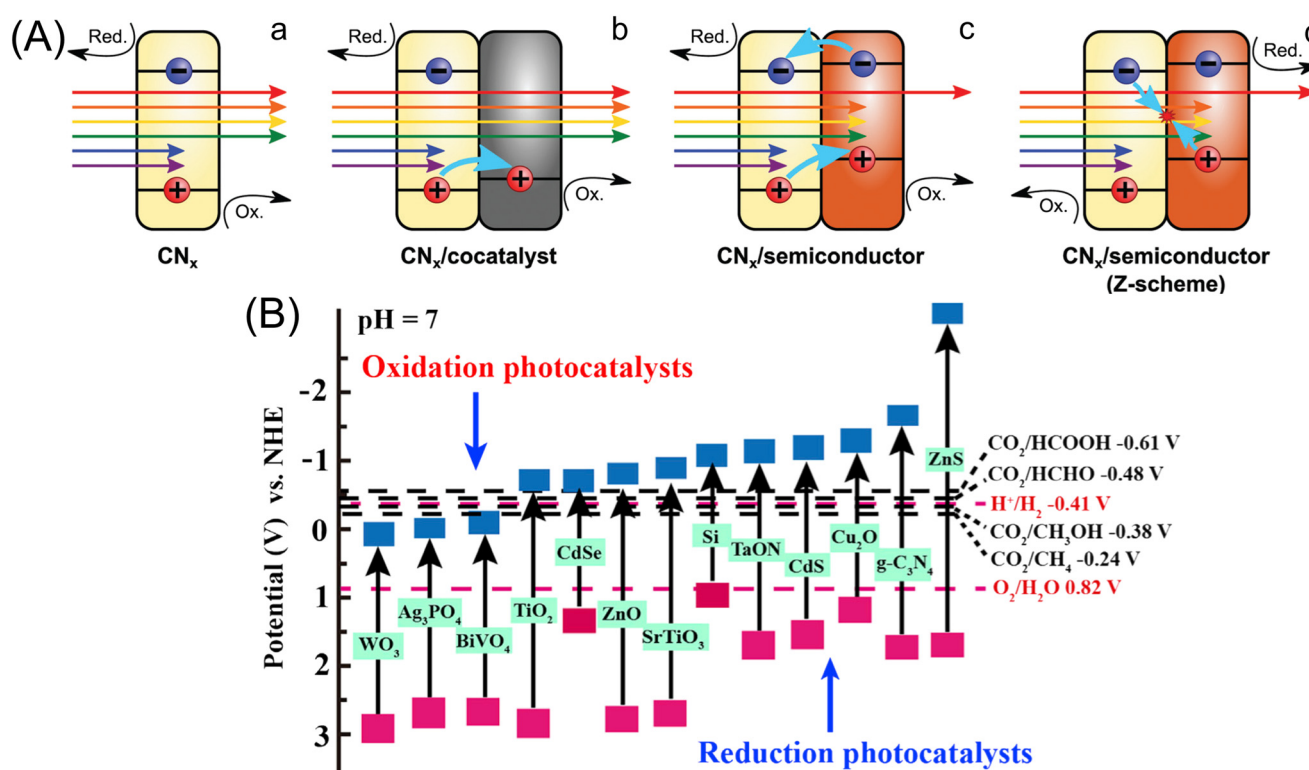 (A)
a
b
c
d
Red.
Red.
Red.
Red.
− + − + − − + + − − + +
Ox.
Ox.
Ox.
Ox.
CNₓ
CNₓ/cocatalyst
CNₓ/semiconductor
CNₓ/semiconductor
(Z-scheme)
(B)
pH = 7
Oxidation photocatalysts
Potential (V) vs. NHE
-2
-1
0
1
2
3
WO₃
Ag₃PO₄
BiVO₄
TiO₂
CdSe
ZnO
SrTiO₃
Si
TaON
CdS
Cu₂O
g-C₃N₄
ZnS
CO₂/HCOOH -0.61 V
CO₂/HCHO -0.48 V
H⁺/H₂ -0.41 V
CO₂/CH₃OH -0.38 V
CO₂/CH₄ -0.24 V
O₂/H₂O 0.82 V
Reduction photocatalysts